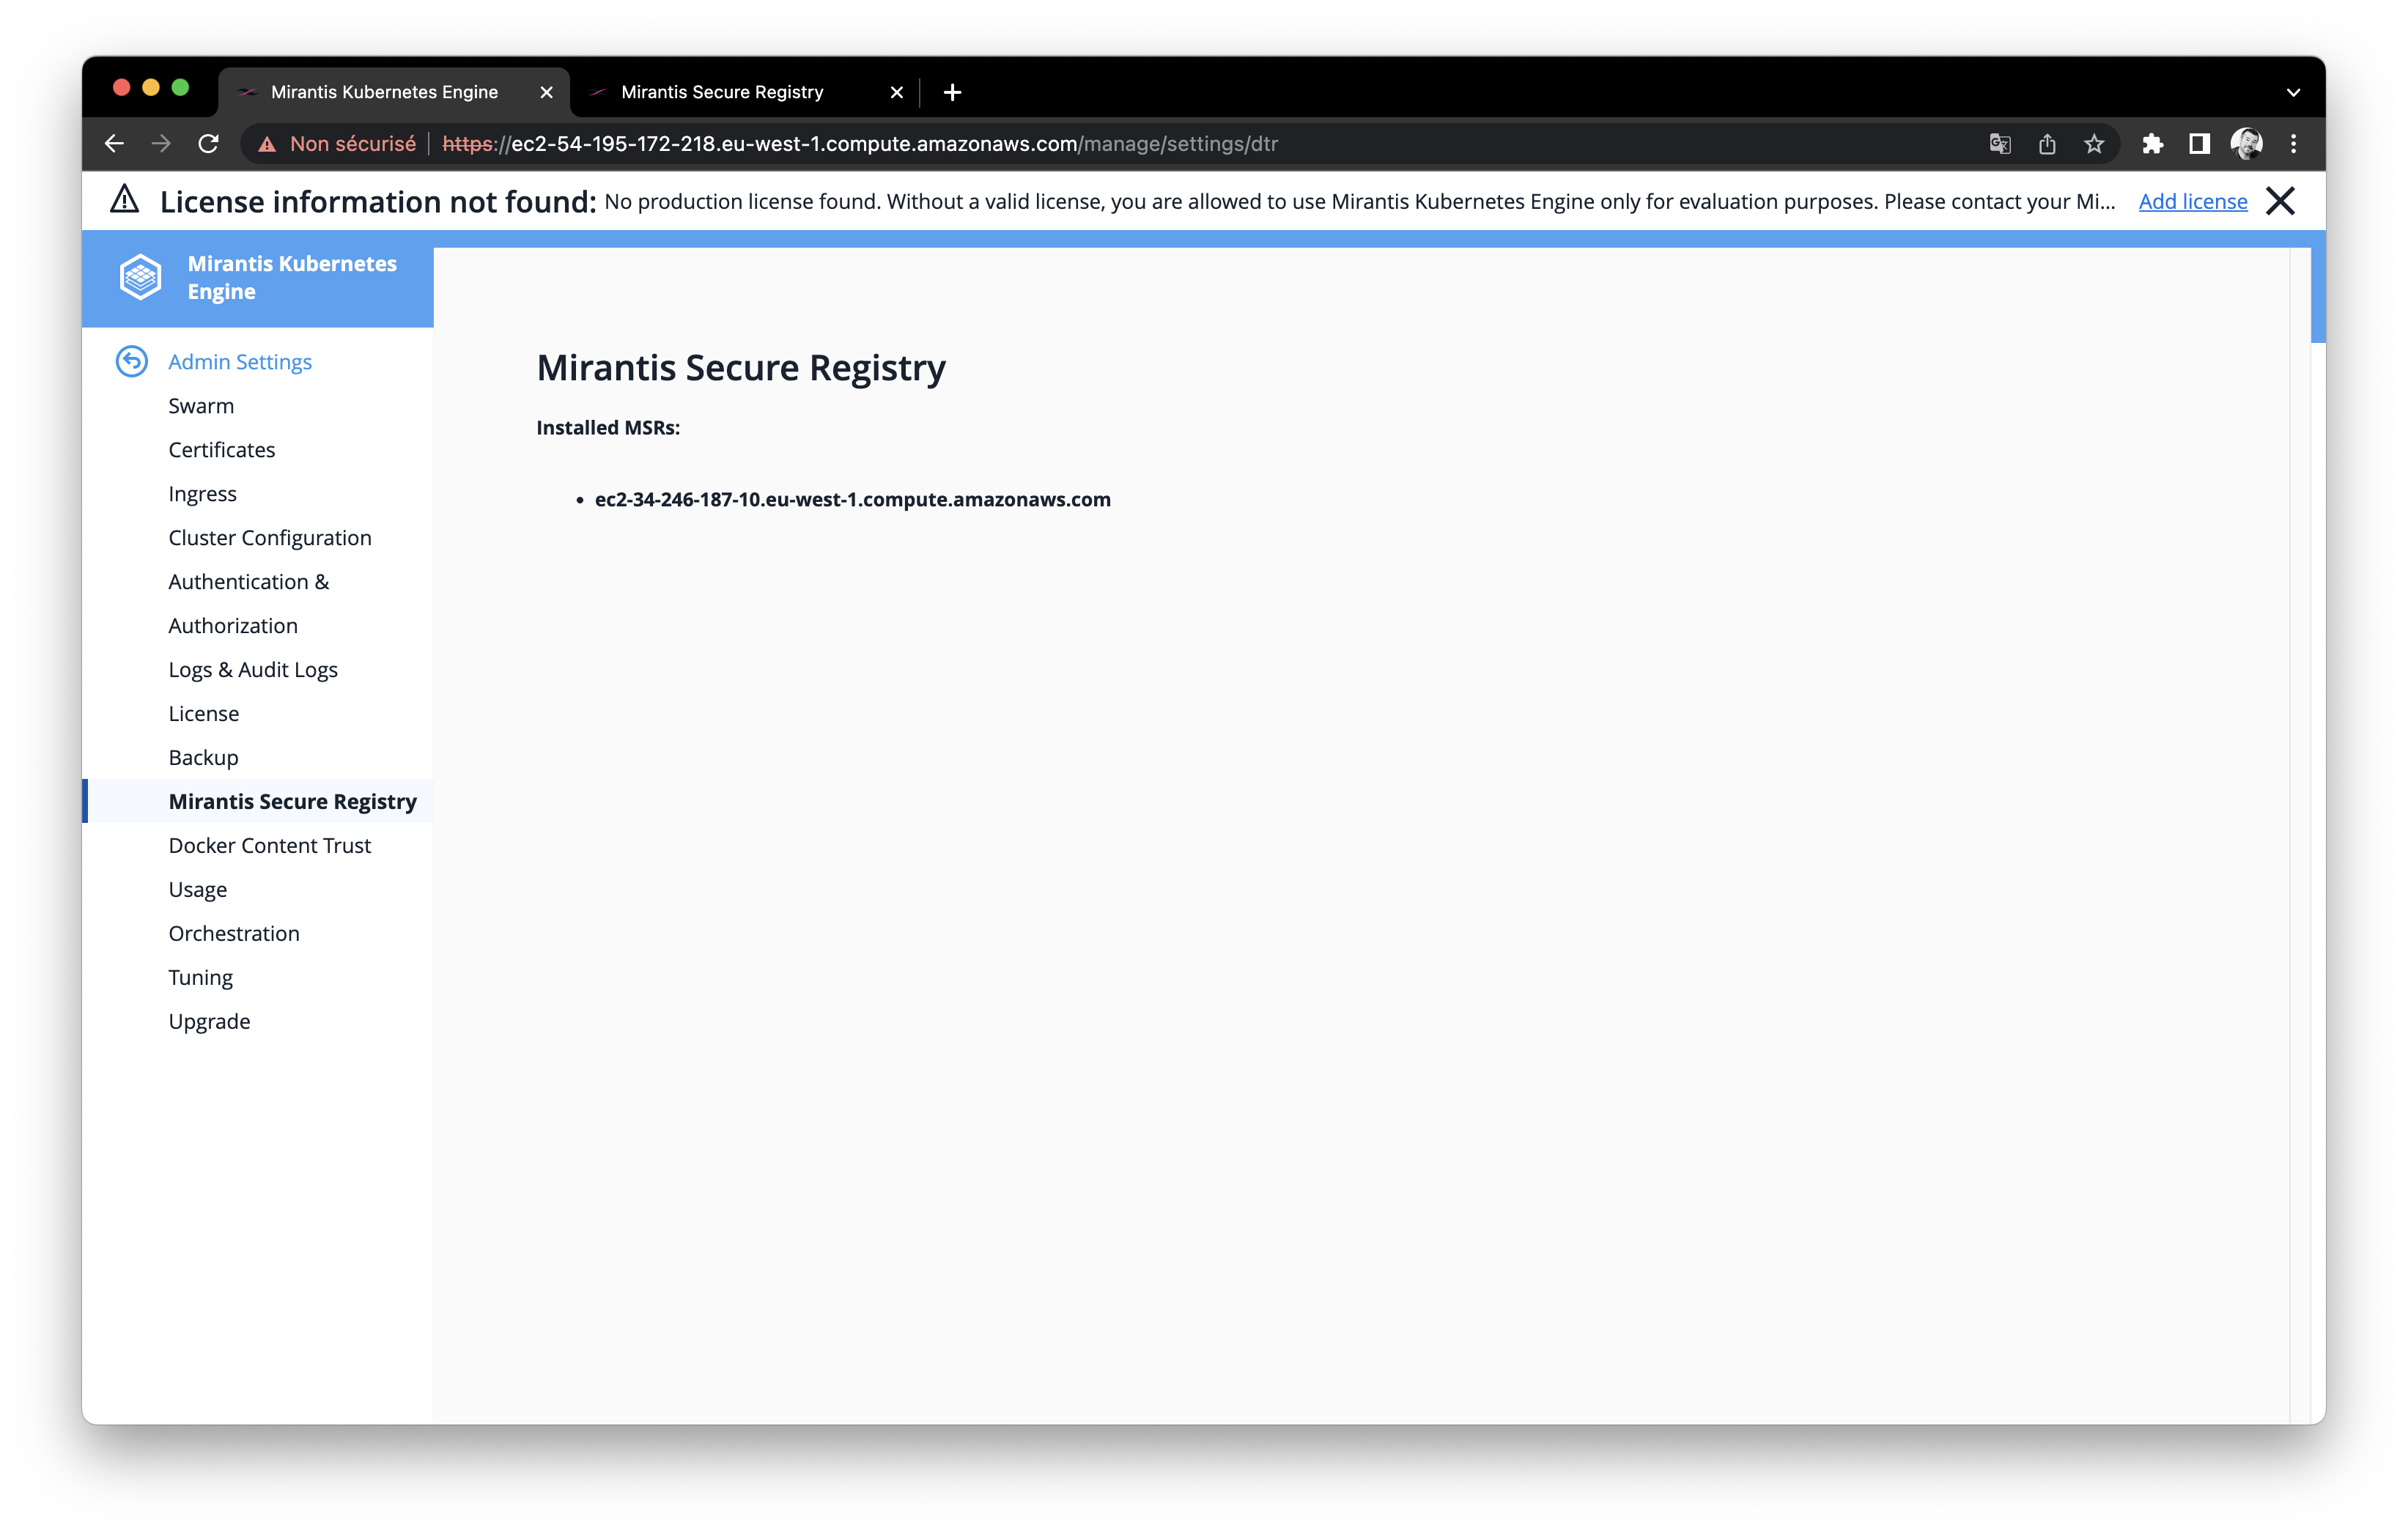 Mirantis Kubernetes Engine
Mirantis Secure Registry
Non sécurisé
https://ec2-54-195-172-218.eu-west-1.compute.amazonaws.com/manage/settings/dtr
License information not found: No production license found. Without a valid license, you are allowed to use Mirantis Kubernetes Engine only for evaluation purposes. Please contact your Mi... Add license
Mirantis Kubernetes
Engine
Admin Settings
Swarm
Certificates
Ingress
Cluster Configuration
Authentication &
Authorization
Logs & Audit Logs
License
Backup
Mirantis Secure Registry
Docker Content Trust
Usage
Orchestration
Tuning
Upgrade
Mirantis Secure Registry
Installed MSRs:
• ec2-34-246-187-10.eu-west-1.compute.amazonaws.com